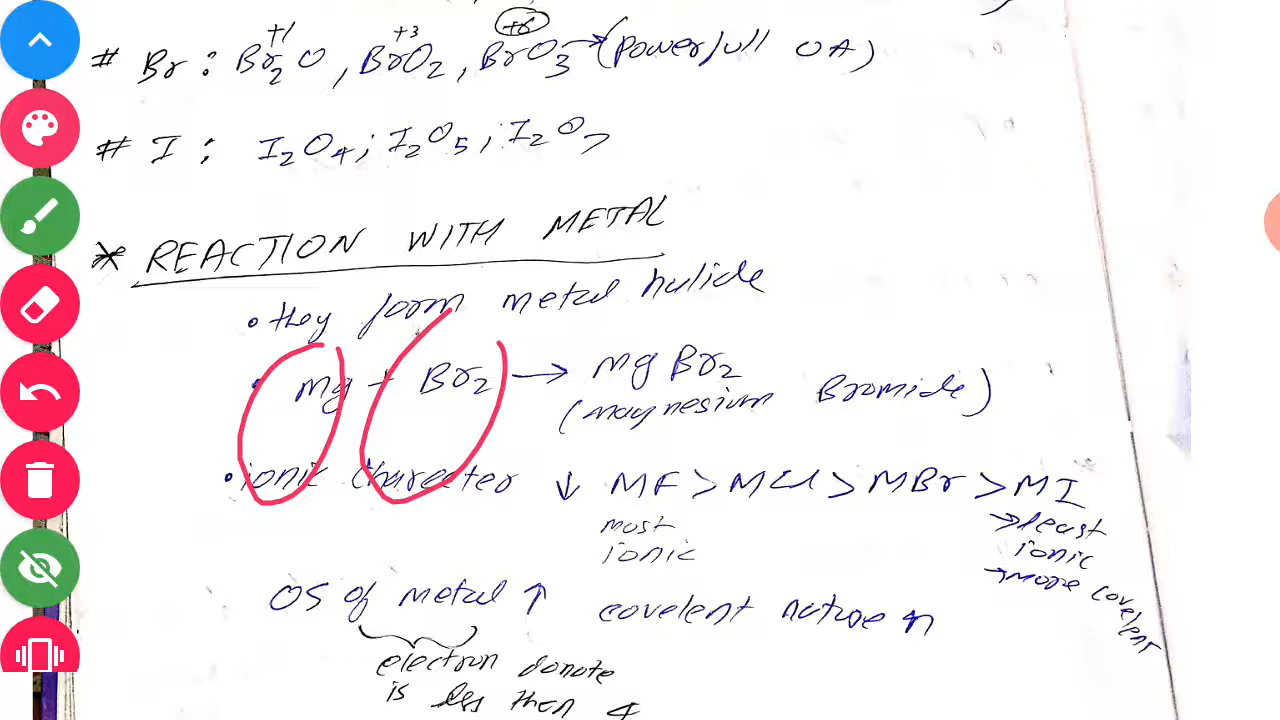 +1 +3 +6
# Br : Br2O , BrO2 , BrO3 → (powerfull OA)
# I : I2O4 ; I2O5 ; I2O7
* REACTION WITH METAL
• they form metal halide
• Mg + Br2 → Mg Br2
(magnesium Bromide)
• ionic charecter ↓ MF > MCl > MBr > MI
most → least
ionic ionic
→ more covelent
OS of metal ↑ covelent nature ↑
electron donate
is less then 4